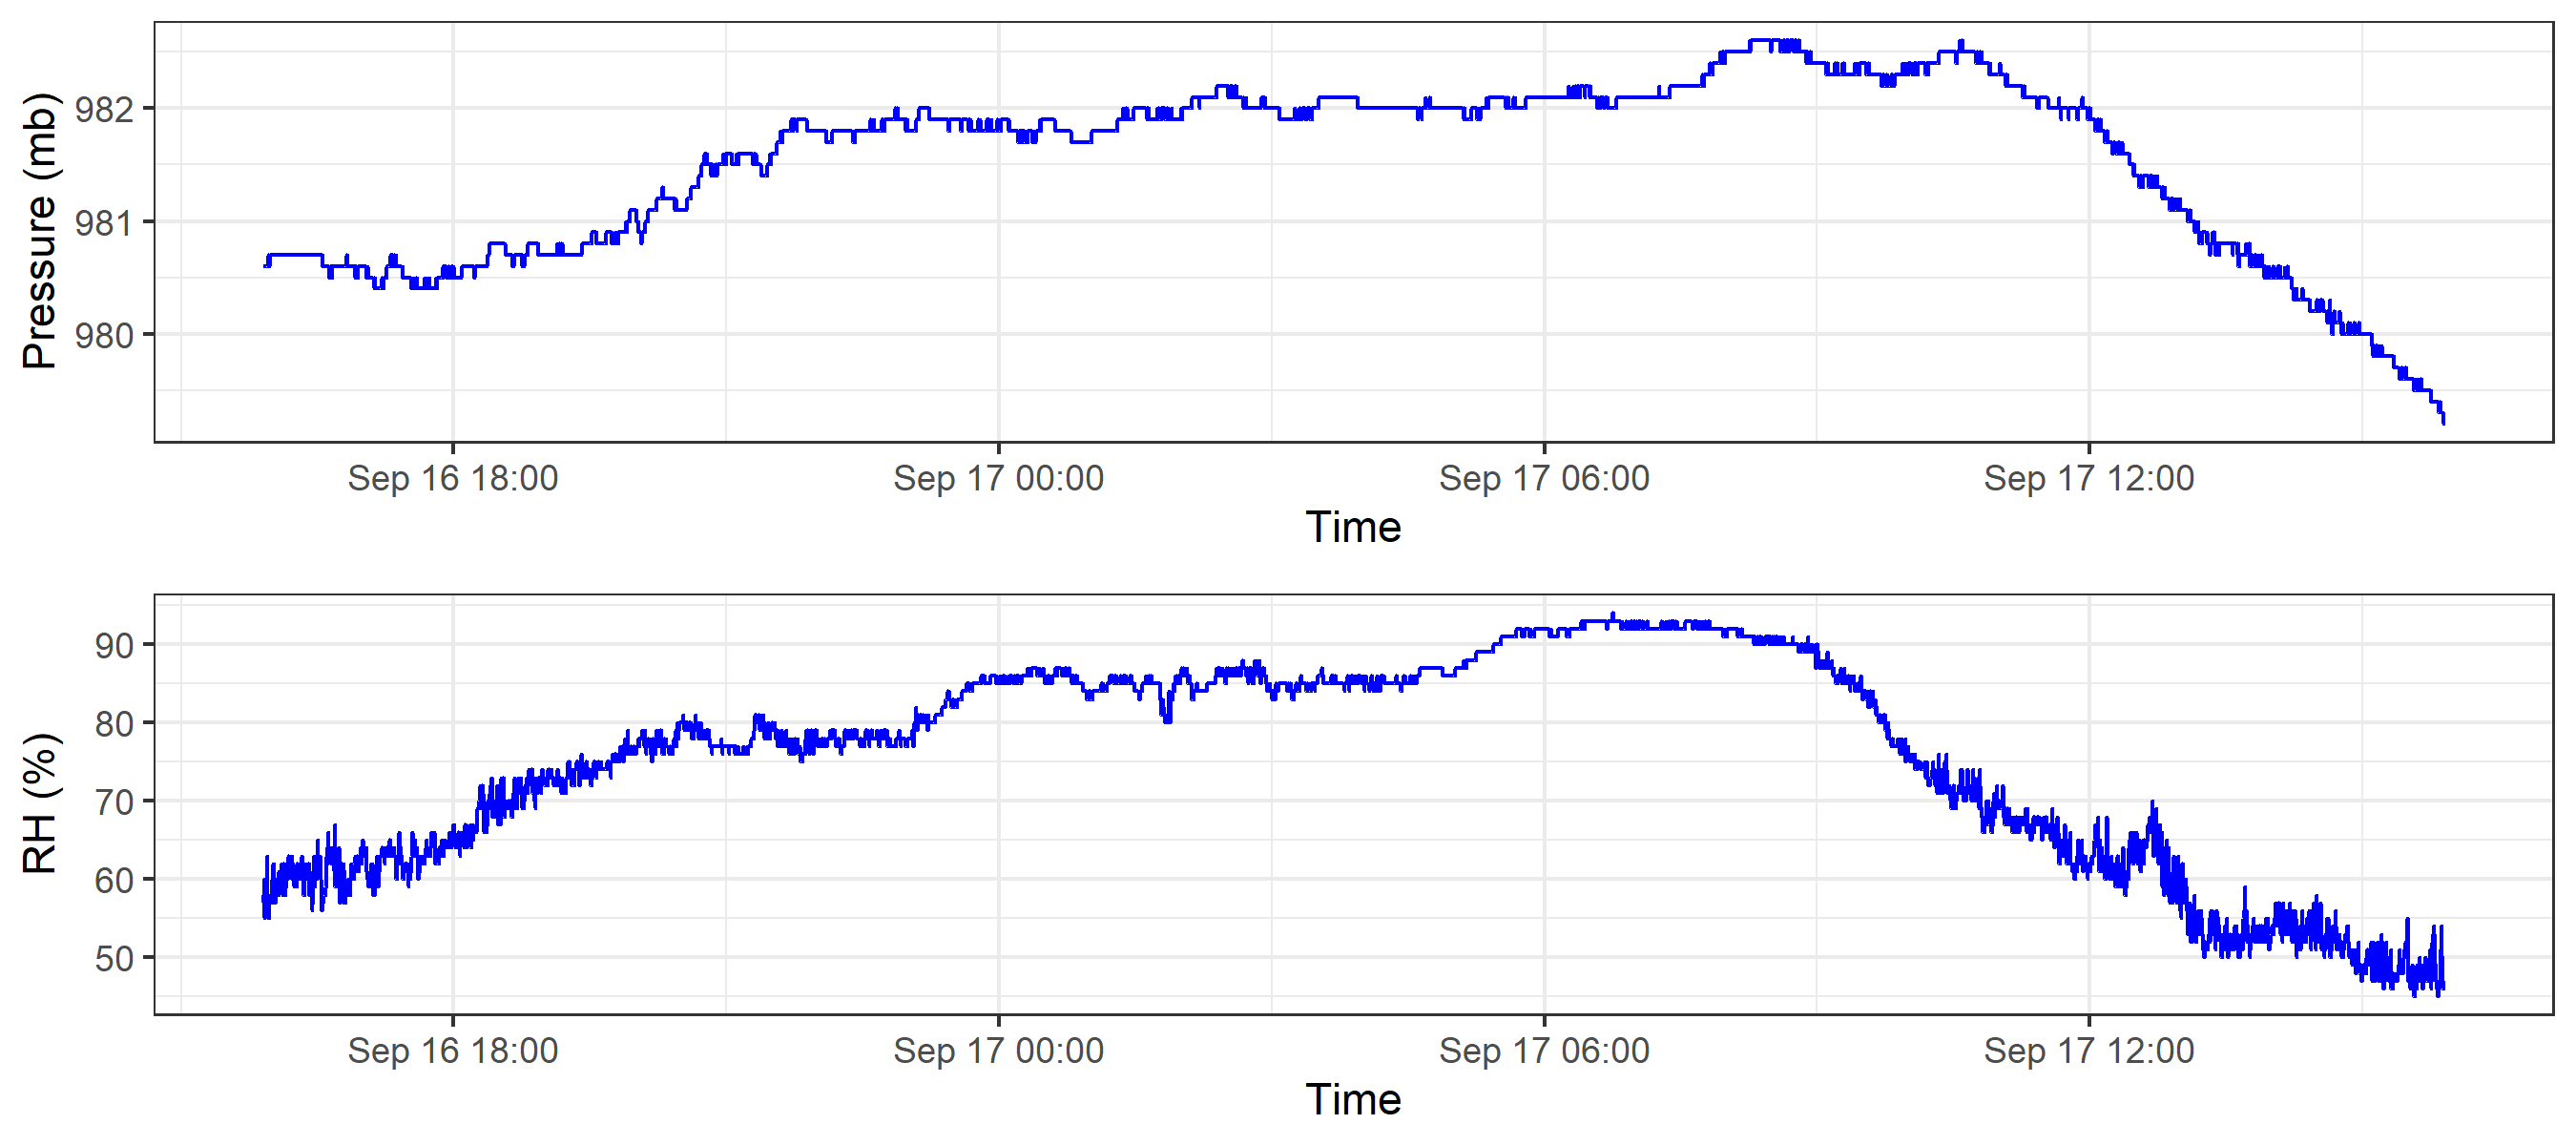 Pressure (mb)
982
981
980
Sep 16 18:00
Sep 17 00:00
Sep 17 06:00
Sep 17 12:00
Time
RH (%)
90
80
70
60
50
Sep 16 18:00
Sep 17 00:00
Sep 17 06:00
Sep 17 12:00
Time